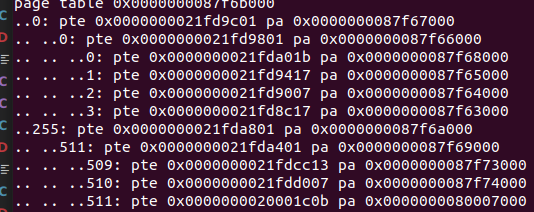 page table 0x0000000087f6b000
..0: pte 0x0000000021fd9c01 pa 0x0000000087f67000
.. ..0: pte 0x0000000021fd9801 pa 0x0000000087f66000
.. .. ..0: pte 0x0000000021fda01b pa 0x0000000087f68000
.. .. ..1: pte 0x0000000021fd9417 pa 0x0000000087f65000
.. .. ..2: pte 0x0000000021fd9007 pa 0x0000000087f64000
.. .. ..3: pte 0x0000000021fd8c17 pa 0x0000000087f63000
..255: pte 0x0000000021fda801 pa 0x0000000087f6a000
.. ..511: pte 0x0000000021fda401 pa 0x0000000087f69000
.. .. ..509: pte 0x0000000021fdcc13 pa 0x0000000087f73000
.. .. ..510: pte 0x0000000021fdd007 pa 0x0000000087f74000
.. .. ..511: pte 0x0000000020001c0b pa 0x0000000080007000